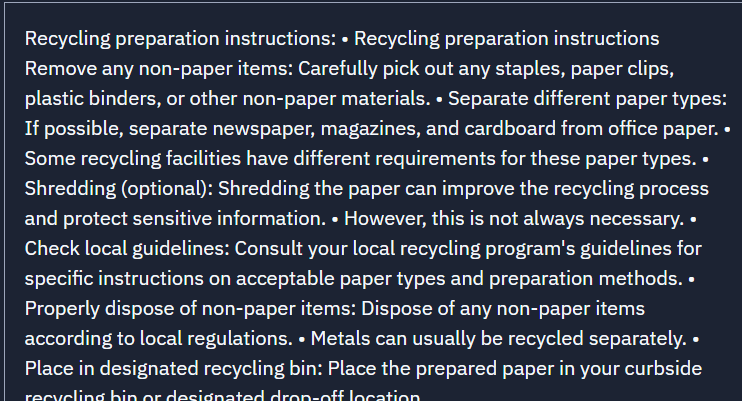 Recycling preparation instructions: • Recycling preparation instructions
Remove any non-paper items: Carefully pick out any staples, paper clips,
plastic binders, or other non-paper materials. • Separate different paper types:
If possible, separate newspaper, magazines, and cardboard from office paper. •
Some recycling facilities have different requirements for these paper types. •
Shredding (optional): Shredding the paper can improve the recycling process
and protect sensitive information. • However, this is not always necessary. •
Check local guidelines: Consult your local recycling program's guidelines for
specific instructions on acceptable paper types and preparation methods. •
Properly dispose of non-paper items: Dispose of any non-paper items
according to local regulations. • Metals can usually be recycled separately. •
Place in designated recycling bin: Place the prepared paper in your curbside
recycling bin or designated drop-off location